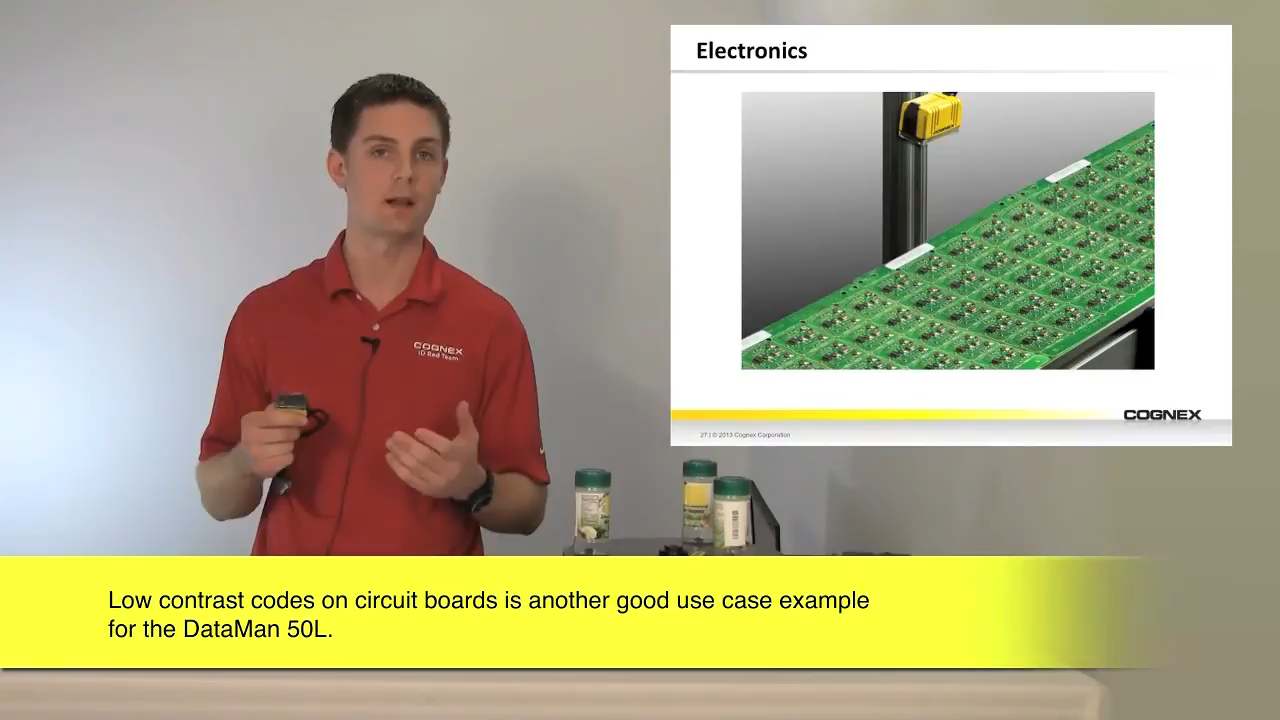 Electronics
COGNEX
COGNEX
27 | © 2013 Cognex Corporation
COGNEX
ID Red Team
Low contrast codes on circuit boards is another good use case example
for the DataMan 50L.